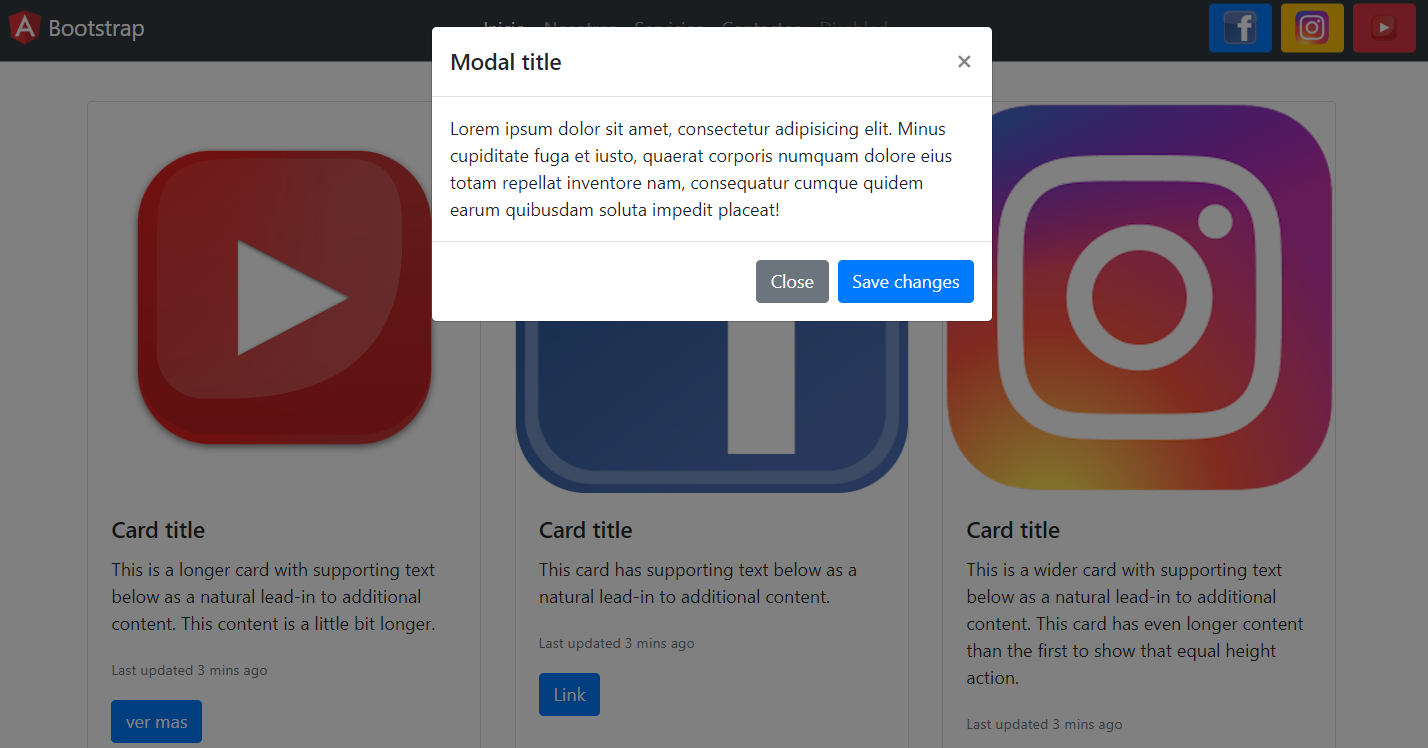 Bootstrap
Inicio Nosotros Servicios Contactos Disabled
Modal title
×
Lorem ipsum dolor sit amet, consectetur adipisicing elit. Minus
cupiditate fuga et iusto, quaerat corporis numquam dolore eius
totam repellat inventore nam, consequatur cumque quidem
earum quibusdam soluta impedit placeat!
Close Save changes
Card title
This is a longer card with supporting text
below as a natural lead-in to additional
content. This content is a little bit longer.
Last updated 3 mins ago
ver mas
Card title
This card has supporting text below as a
natural lead-in to additional content.
Last updated 3 mins ago
Link
Card title
This is a wider card with supporting text
below as a natural lead-in to additional
content. This card has even longer content
than the first to show that equal height
action.
Last updated 3 mins ago